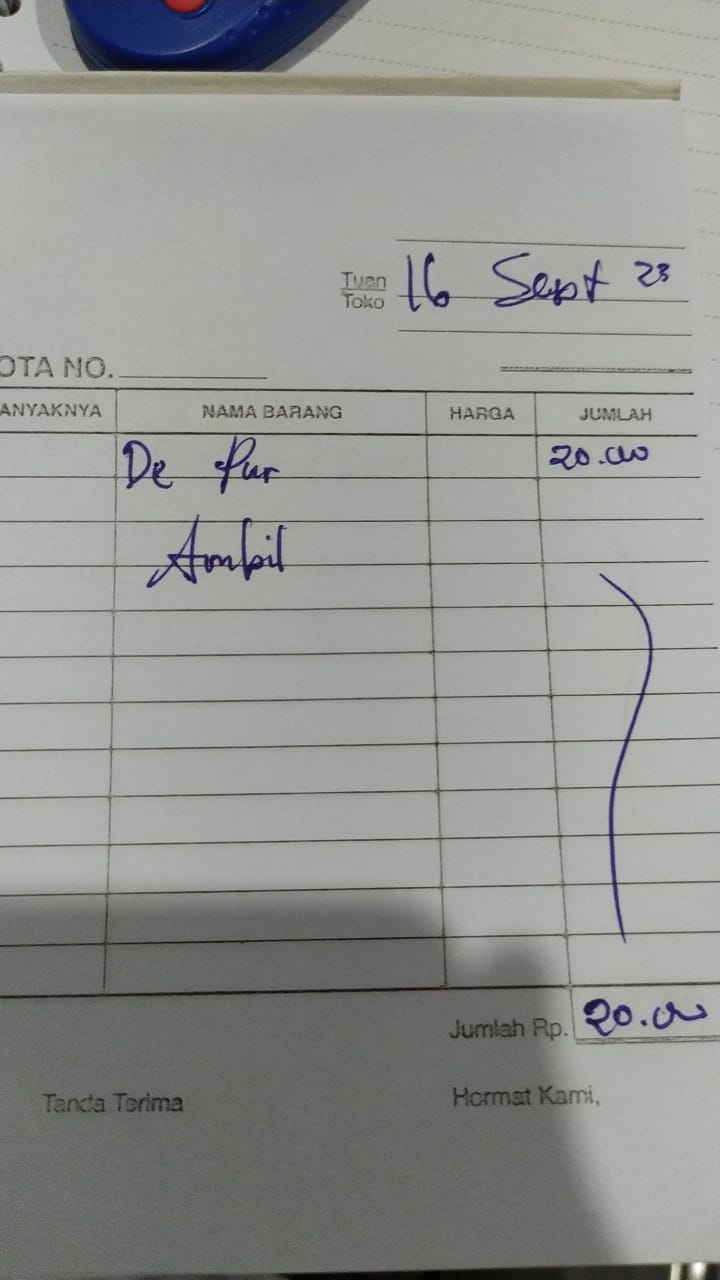 Tuan
Toko
16 Sept 23
OTA NO.
ANYAKNYA NAMA BARANG HARGA JUMLAH
De Pur 20.000
Ambil
Jumlah Rp. 20.000
Tanda Terima Hormat Kami,